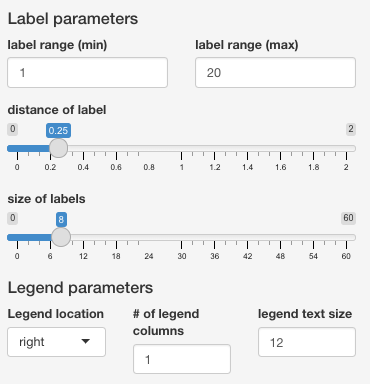 Label parameters
label range (min) label range (max)
1 20
distance of label
0 0.25 2
0 0.2 0.4 0.6 0.8 1 1.2 1.4 1.6 1.8 2
size of labels
0 8 60
0 6 12 18 24 30 36 42 48 54 60
Legend parameters
Legend location # of legend columns legend text size
right 1 12